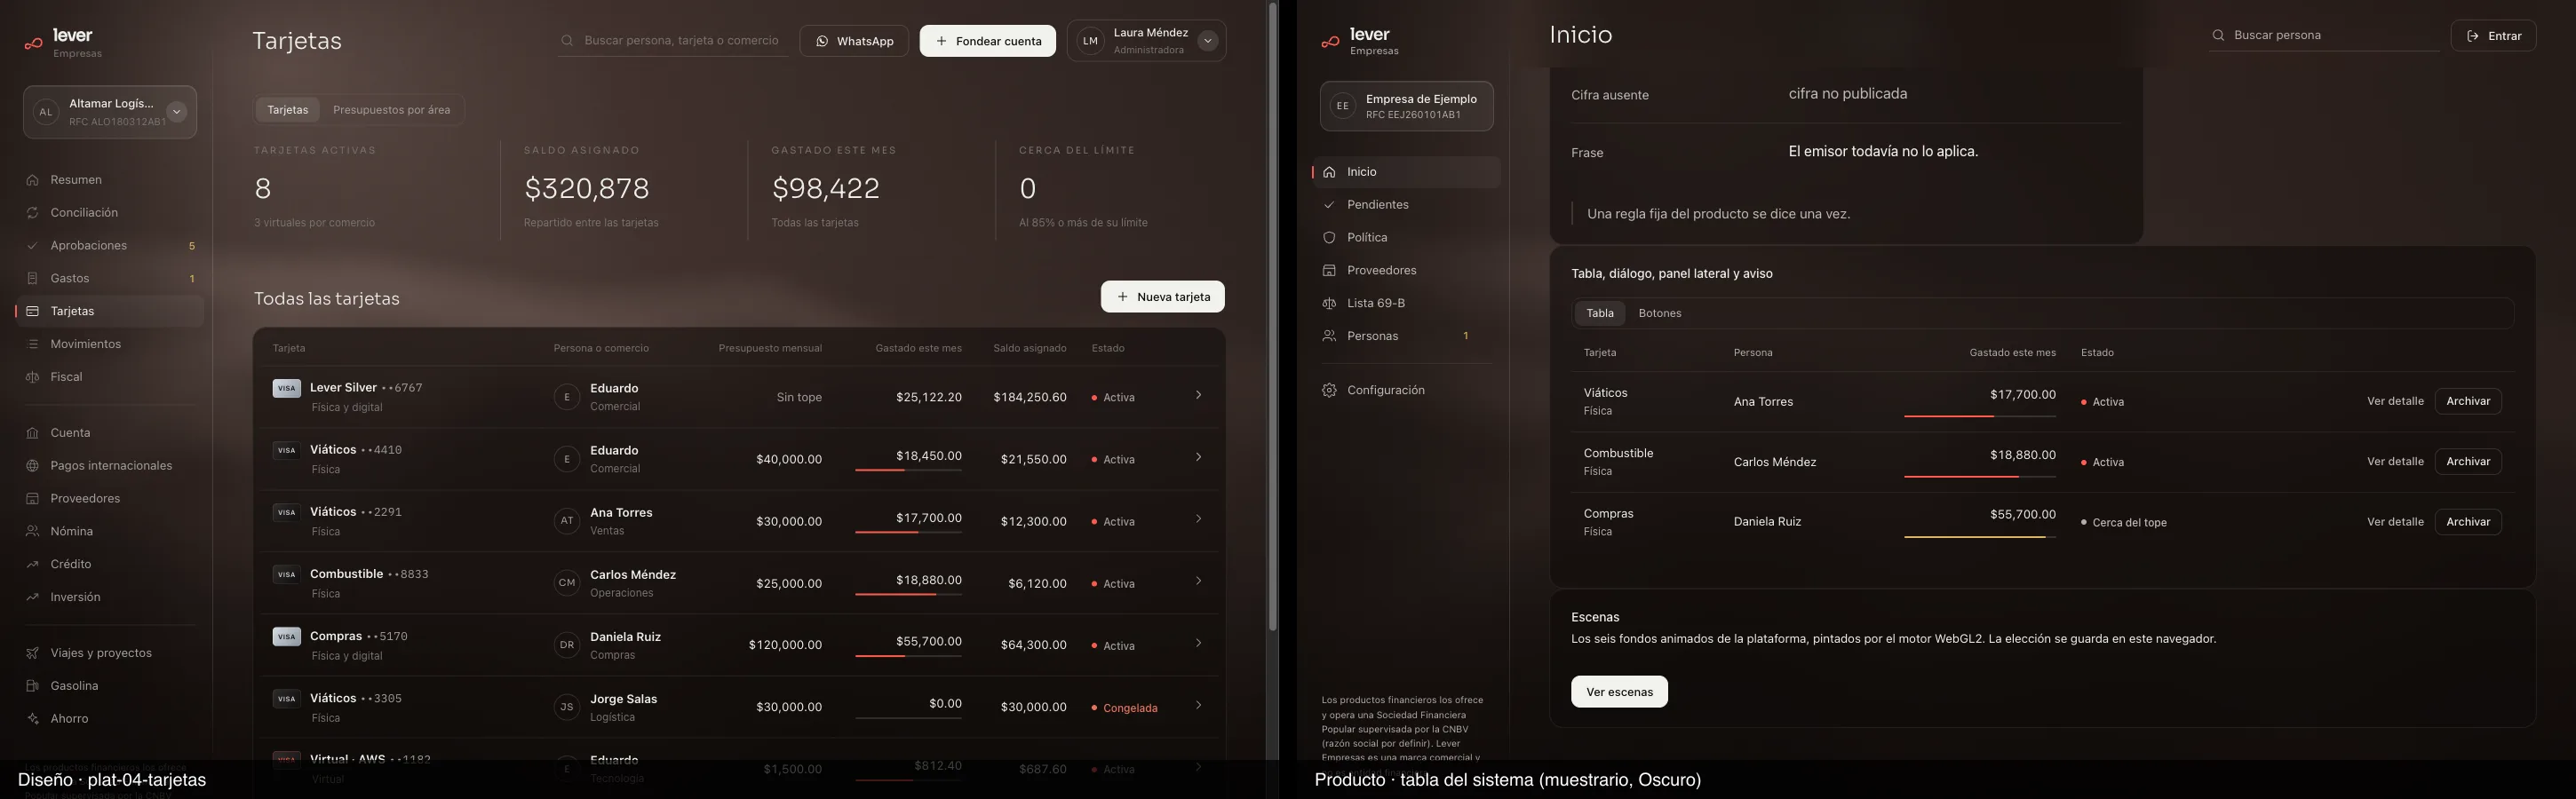 lever
Empresas
AL
Altamar Logís...
RFC ALO180312AB1
Resumen
Conciliación
Aprobaciones 5
Gastos 1
Tarjetas
Movimientos
Fiscal
Cuenta
Pagos internacionales
Proveedores
Nómina
Crédito
Inversión
Viajes y proyectos
Gasolina
Ahorro
Tarjetas
Buscar persona, tarjeta o comercio
WhatsApp
Fondear cuenta
LM
Laura Méndez
Administradora
Tarjetas Presupuestos por área
TARJETAS ACTIVAS
8
3 virtuales por comercio
SALDO ASIGNADO
$320,878
Repartido entre las tarjetas
GASTADO ESTE MES
$98,422
Todas las tarjetas
CERCA DEL LÍMITE
0
Al 85% o más de su límite
Todas las tarjetas
Nueva tarjeta
Tarjeta Persona o comercio Presupuesto mensual Gastado este mes Saldo asignado Estado
VISA Lever Silver ··6767 E Eduardo Sin tope $25,122.20 $184,250.60 Activa
Física y digital Comercial
VISA Viáticos ··4410 E Eduardo $40,000.00 $18,450.00 $21,550.00 Activa
Física Comercial
VISA Viáticos ··2291 AT Ana Torres $30,000.00 $17,700.00 $12,300.00 Activa
Física Ventas
VISA Combustible ··8833 CM Carlos Méndez $25,000.00 $18,880.00 $6,120.00 Activa
Física Operaciones
VISA Compras ··5170 DR Daniela Ruiz $120,000.00 $55,700.00 $64,300.00 Activa
Física y digital Compras
VISA Viáticos ··3305 JS Jorge Salas $30,000.00 $0.00 $30,000.00 Congelada
Física Logística
VISA Virtual · AWS ··1182 E Eduardo $1,500.00 $812.40 $687.60 Activa
Virtual Tecnología
Los productos financieros los ofrece
Diseño · plat-04-tarjetas
lever
Empresas
EE
Empresa de Ejemplo
RFC EEJ260101AB1
Inicio
Pendientes
Política
Proveedores
Lista 69-B
Personas 1
Configuración
Los productos financieros los ofrece
y opera una Sociedad Financiera
Popular supervisada por la CNBV
(razón social por definir). Lever
Empresas es una marca comercial y
Inicio
Buscar persona
Entrar
Cifra ausente cifra no publicada
Frase El emisor todavía no lo aplica.
Una regla fija del producto se dice una vez.
Tabla, diálogo, panel lateral y aviso
Tabla Botones
Tarjeta Persona Gastado este mes Estado
Viáticos Ana Torres $17,700.00 Activa Ver detalle Archivar
Física
Combustible Carlos Méndez $18,880.00 Activa Ver detalle Archivar
Física
Compras Daniela Ruiz $55,700.00 Cerca del tope Ver detalle Archivar
Física
Escenas
Los seis fondos animados de la plataforma, pintados por el motor WebGL2. La elección se guarda en este navegador.
Ver escenas
Producto · tabla del sistema (muestrario, Oscuro)